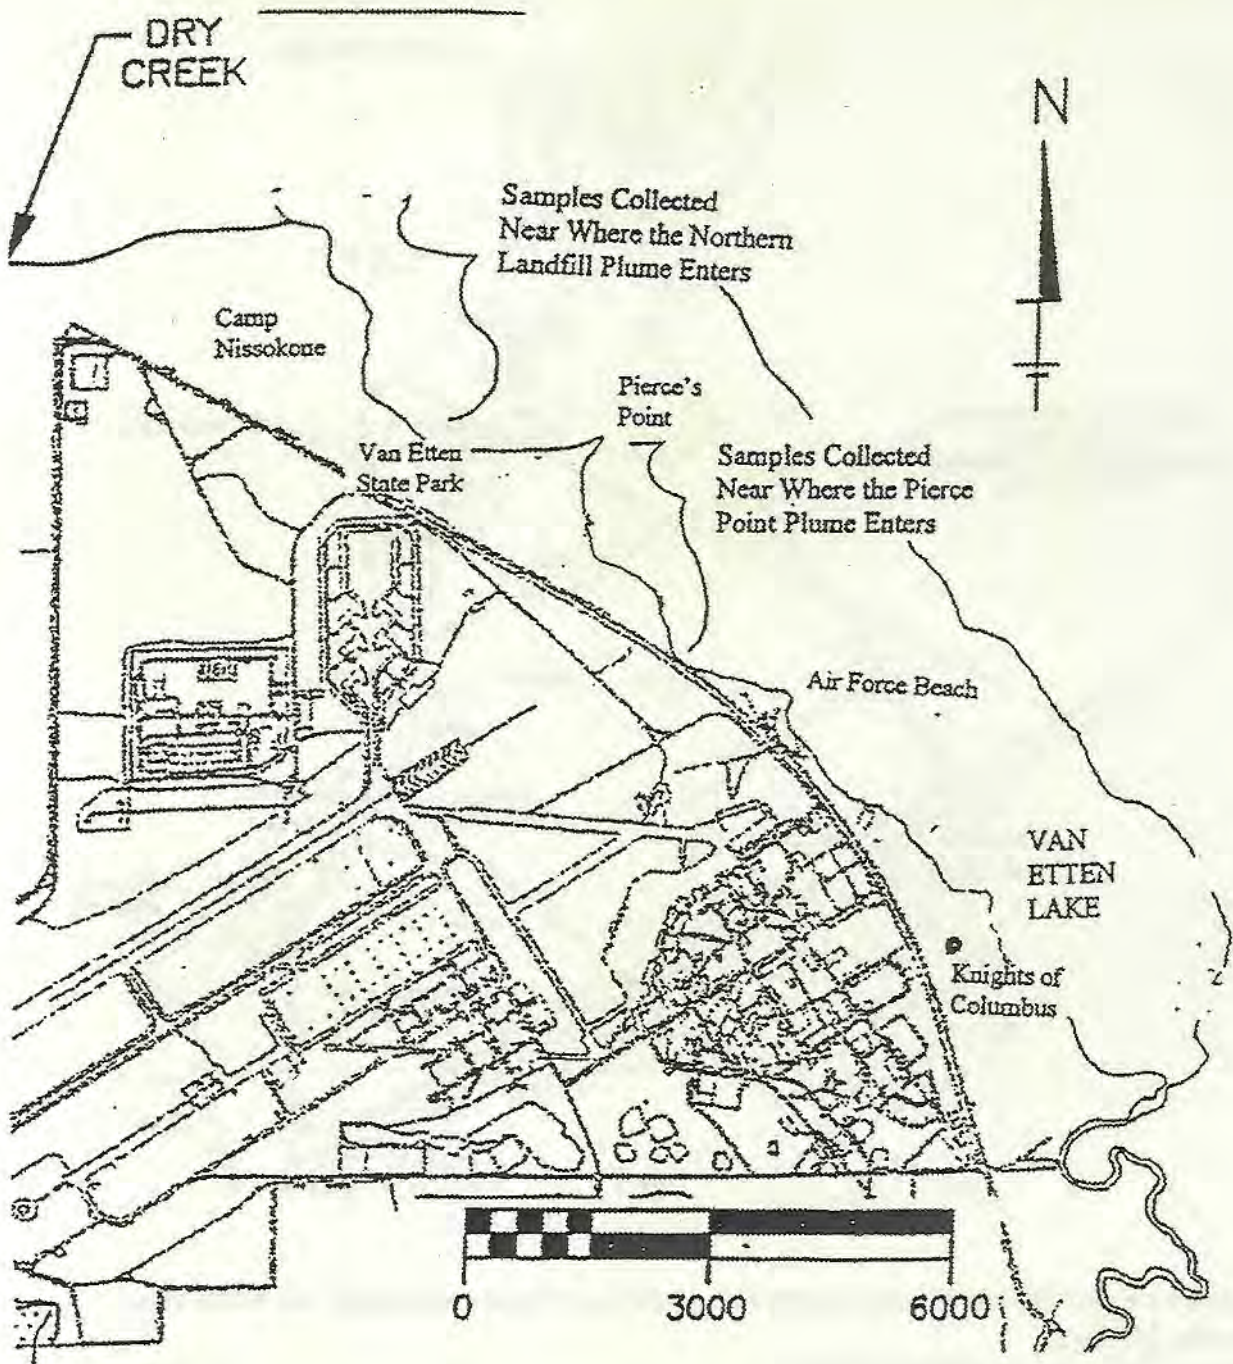 DRY
CREEK
N
Samples Collected
Near Where the Northern
Landfill Plume Enters
Camp
Nissokone
Pierce's
Point
Van Etten
State Park
Samples Collected
Near Where the Pierce
Point Plume Enters
Air Force Beach
VAN
ETTEN
LAKE
Knights of
Columbus
0 3000 6000